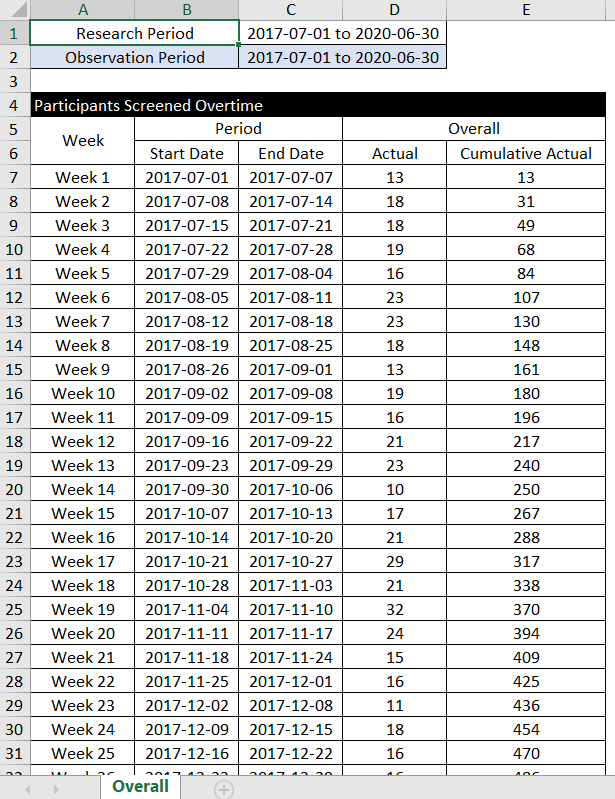 A B C D E
1 Research Period 2017-07-01 to 2020-06-30
2 Observation Period 2017-07-01 to 2020-06-30
3
4 Participants Screened Overtime
5 Week Period Overall
6 Start Date End Date Actual Cumulative Actual
7 Week 1 2017-07-01 2017-07-07 13 13
8 Week 2 2017-07-08 2017-07-14 18 31
9 Week 3 2017-07-15 2017-07-21 18 49
10 Week 4 2017-07-22 2017-07-28 19 68
11 Week 5 2017-07-29 2017-08-04 16 84
12 Week 6 2017-08-05 2017-08-11 23 107
13 Week 7 2017-08-12 2017-08-18 23 130
14 Week 8 2017-08-19 2017-08-25 18 148
15 Week 9 2017-08-26 2017-09-01 13 161
16 Week 10 2017-09-02 2017-09-08 19 180
17 Week 11 2017-09-09 2017-09-15 16 196
18 Week 12 2017-09-16 2017-09-22 21 217
19 Week 13 2017-09-23 2017-09-29 23 240
20 Week 14 2017-09-30 2017-10-06 10 250
21 Week 15 2017-10-07 2017-10-13 17 267
22 Week 16 2017-10-14 2017-10-20 21 288
23 Week 17 2017-10-21 2017-10-27 29 317
24 Week 18 2017-10-28 2017-11-03 21 338
25 Week 19 2017-11-04 2017-11-10 32 370
26 Week 20 2017-11-11 2017-11-17 24 394
27 Week 21 2017-11-18 2017-11-24 15 409
28 Week 22 2017-11-25 2017-12-01 16 425
29 Week 23 2017-12-02 2017-12-08 11 436
30 Week 24 2017-12-09 2017-12-15 18 454
31 Week 25 2017-12-16 2017-12-22 16 470
Overall